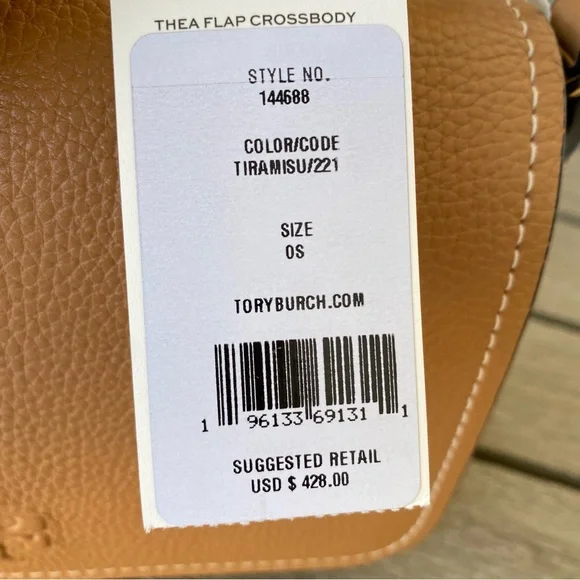 THEA FLAP CROSSBODY
STYLE NO.
144688
COLOR/CODE
TIRAMISU/221
SIZE
OS
TORYBURCH.COM
1 96133 69131 1
SUGGESTED RETAIL
USD $ 428.00